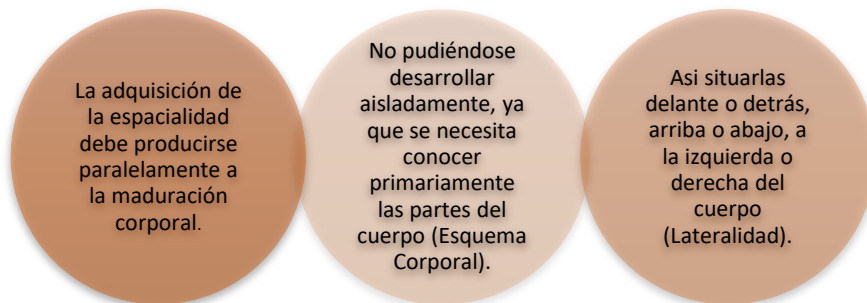 La adquisición de
la espacialidad
debe producirse
paralelamente a
la maduración
corporal.
No pudiéndose
desarrollar
aisladamente, ya
que se necesita
conocer
primariamente
las partes del
cuerpo (Esquema
Corporal).
Asi situarlas
delante o detrás,
arriba o abajo, a
la izquierda o
derecha del
cuerpo
(Lateralidad).